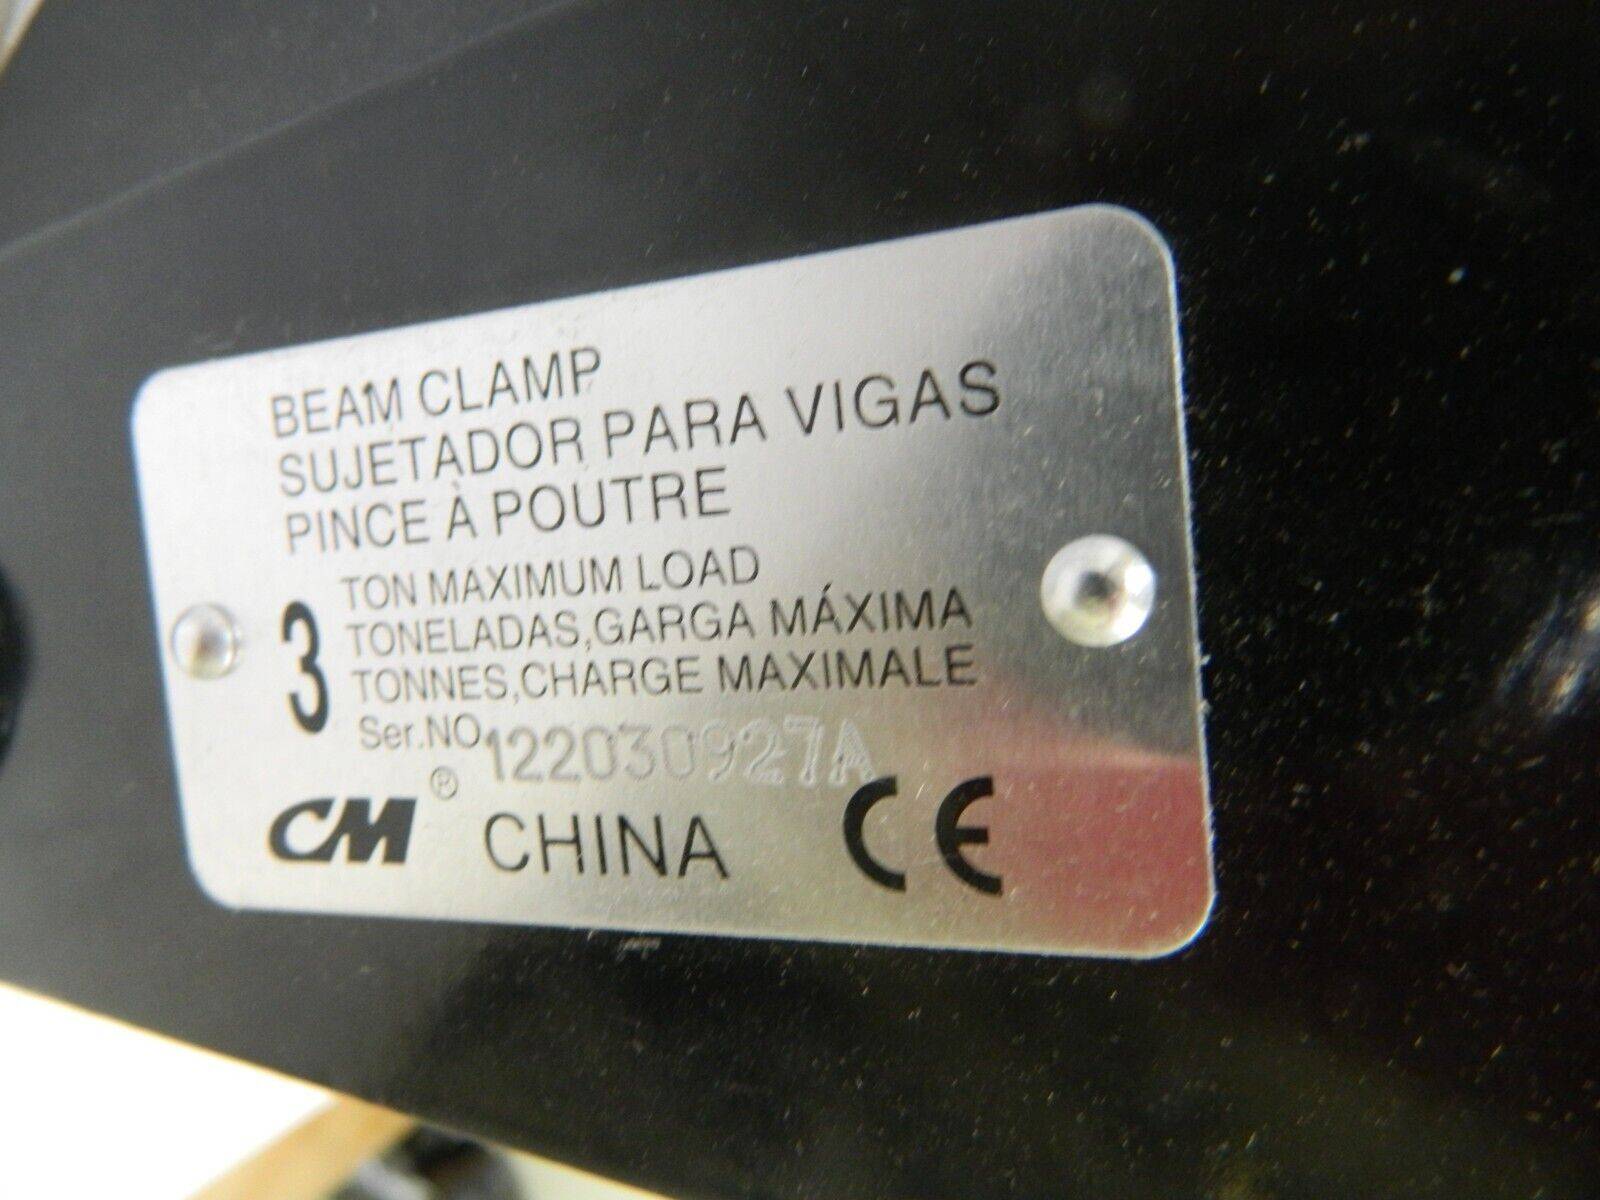 BEAM CLAMP
SUJETADOR PARA VIGAS
PINCE À POUTRE
3
TON MAXIMUM LOAD
TONELADAS,GARGA MÁXIMA
TONNES,CHARGE MAXIMALE
Ser.NO. 122030927A
CM ® CHINA CE